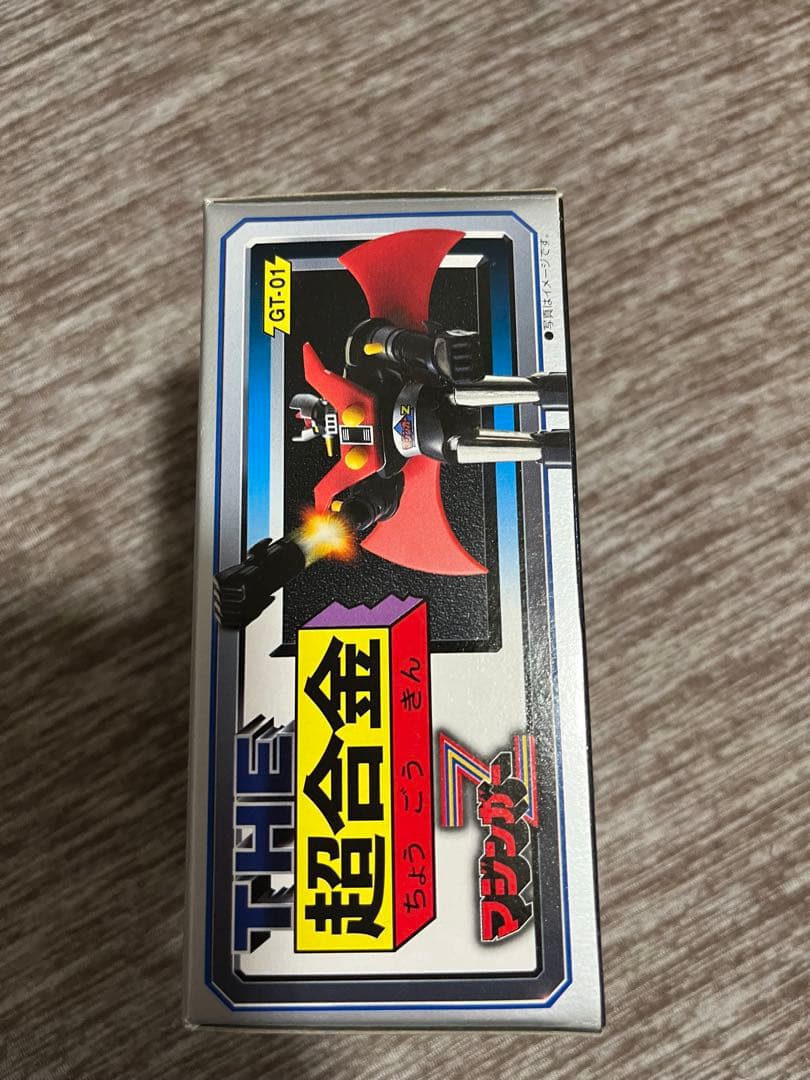 THE
超合金
ちょうごうきん
マジンガーZ
GT-01
●写真はイメージです。